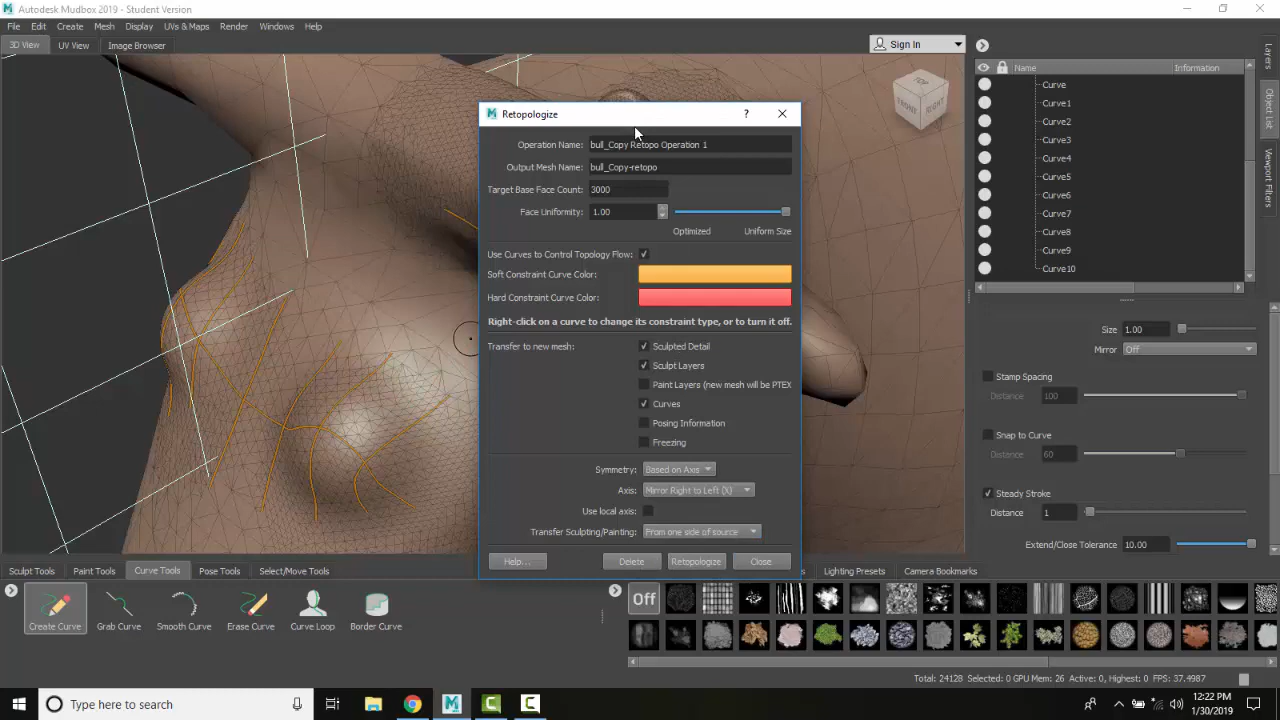 Autodesk Mudbox 2019 - Student Version
File Edit Create Mesh Display UVs & Maps Render Windows Help
3D View UV View Image Browser
Sign In
TOP
FRONT RIGHT
Name Information
Curve
Curve1
Curve2
Curve3
Curve4
Curve5
Curve6
Curve7
Curve8
Curve9
Curve10
Layers
Object List
Viewport Filters
Retopologize ?
Operation Name: bull_Copy Retopo Operation 1
Output Mesh Name: bull_Copy-retopo
Target Base Face Count: 3000
Face Uniformity: 1.00
Optimized Uniform Size
Use Curves to Control Topology Flow:
Soft Constraint Curve Color:
Hard Constraint Curve Color:
Right-click on a curve to change its constraint type, or to turn it off.
Transfer to new mesh: Sculpted Detail
Sculpt Layers
Paint Layers (new mesh will be PTEX
Curves
Posing Information
Freezing
Symmetry: Based on Axis
Axis: Mirror Right to Left (X)
Use local axis:
Transfer Sculpting/Painting: From one side of source
Help... Delete Retopologize Close
Size 1.00
Mirror Off
Stamp Spacing
Distance 100
Snap to Curve
Distance 60
Steady Stroke
Distance 1
Extend/Close Tolerance 10.00
Sculpt Tools Paint Tools Curve Tools Pose Tools Select/Move Tools
Lighting Presets Camera Bookmarks
Create Curve Grab Curve Smooth Curve Erase Curve Curve Loop Border Curve
Off
Total: 24128 Selected: 0 GPU Mem: 26 Active: 0, Highest: 0 FPS: 37.4987
Type here to search
12:22 PM
1/30/2019